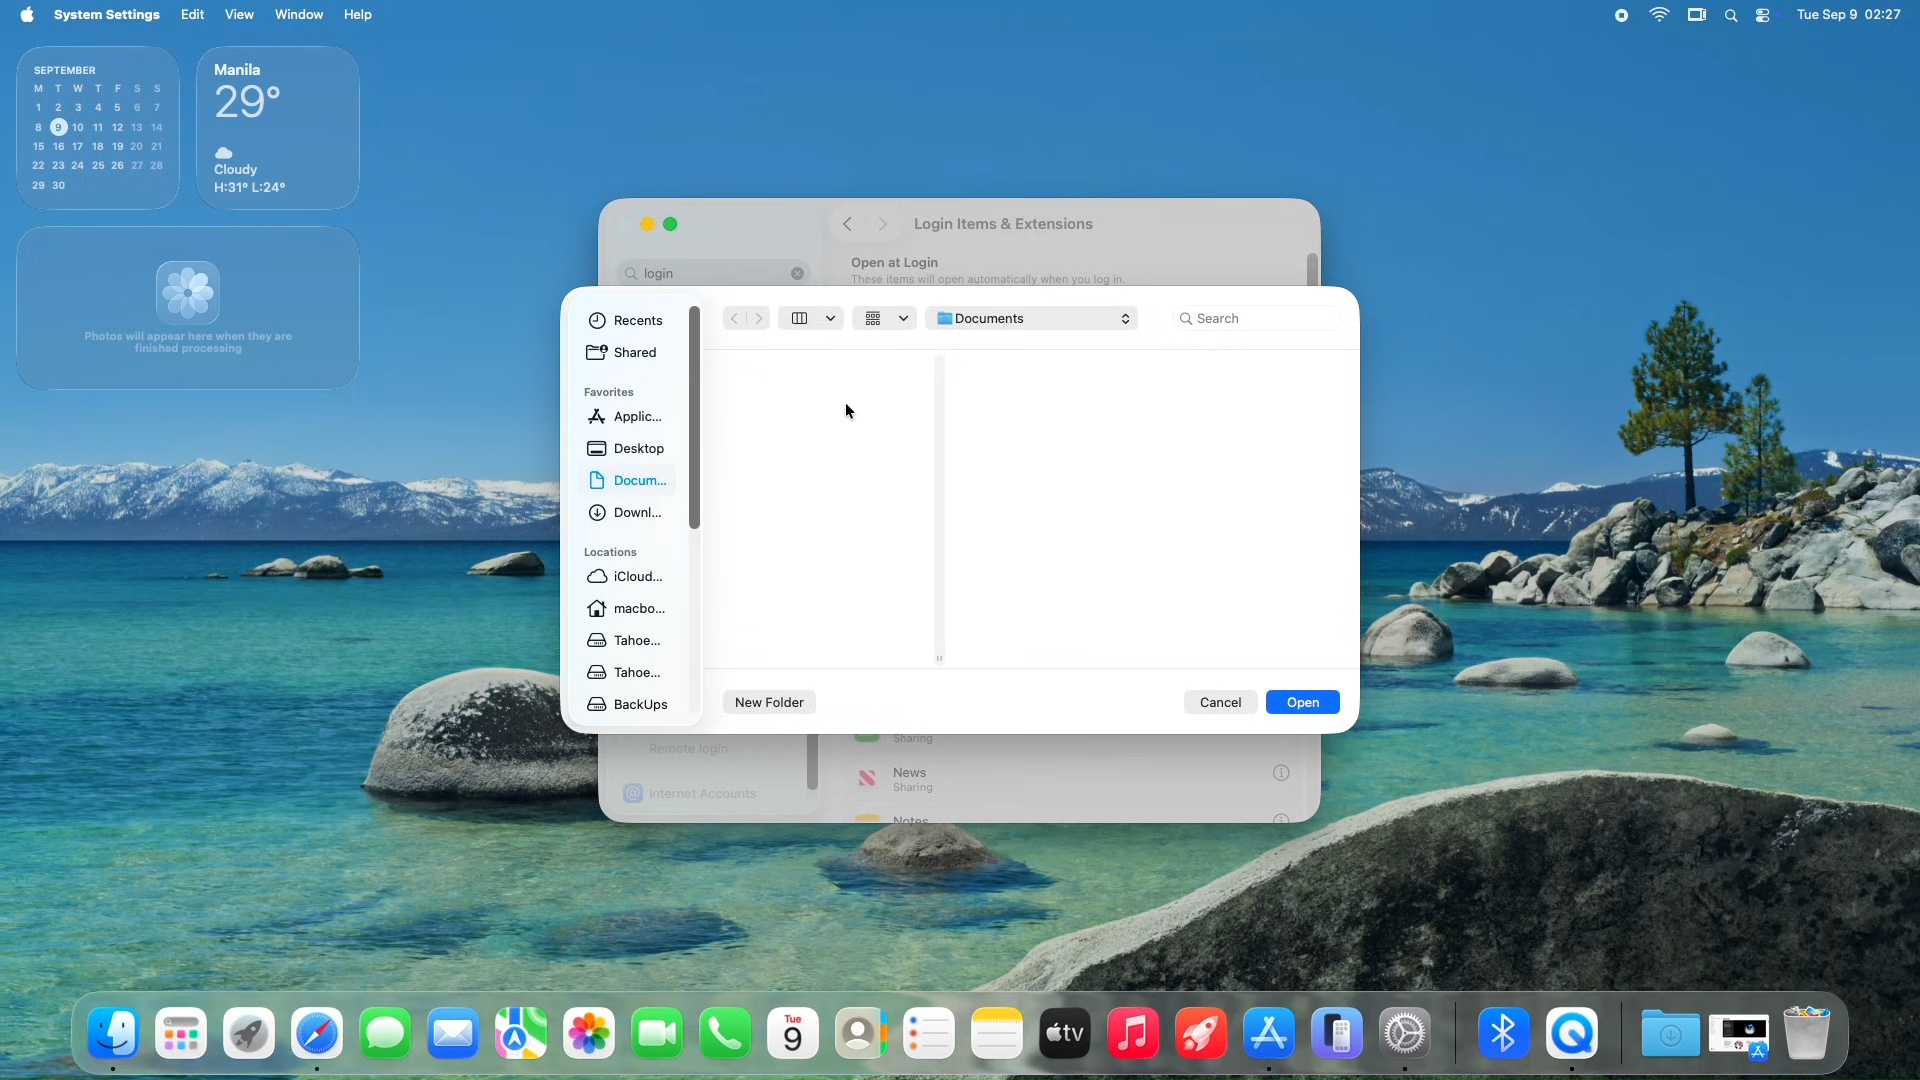 System Settings Edit View Window Help
Tue Sep 9 02:27
SEPTEMBER
M T W T F S S
1 2 3 4 5 6 7
8 9 10 11 12 13 14
15 16 17 18 19 20 21
22 23 24 25 26 27 28
29 30
Manila
29°
Cloudy
H:31° L:24°
Photos will appear here when they are
finished processing
Login Items & Extensions
login
Open at Login
These items will open automatically when you log in.
Recents
Shared
Favorites
Applic...
Desktop
Docum...
Downl...
Locations
iCloud...
macbo...
Tahoe...
Tahoe...
BackUps
Documents
Search
New Folder
Cancel
Open
Remote login
Internet Accounts
Sharing
News
Sharing
Notes
Tue
9
tv